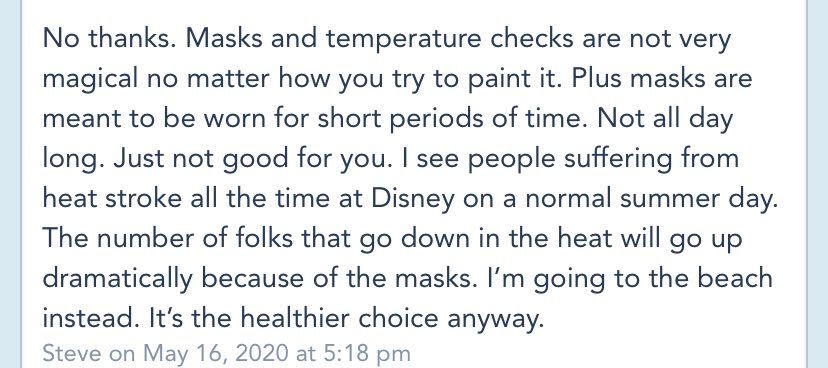 No thanks. Masks and temperature checks are not very
magical no matter how you try to paint it. Plus masks are
meant to be worn for short periods of time. Not all day
long. Just not good for you. I see people suffering from
heat stroke all the time at Disney on a normal summer day.
The number of folks that go down in the heat will go up
dramatically because of the masks. I’m going to the beach
instead. It’s the healthier choice anyway.
Steve on May 16, 2020 at 5:18 pm